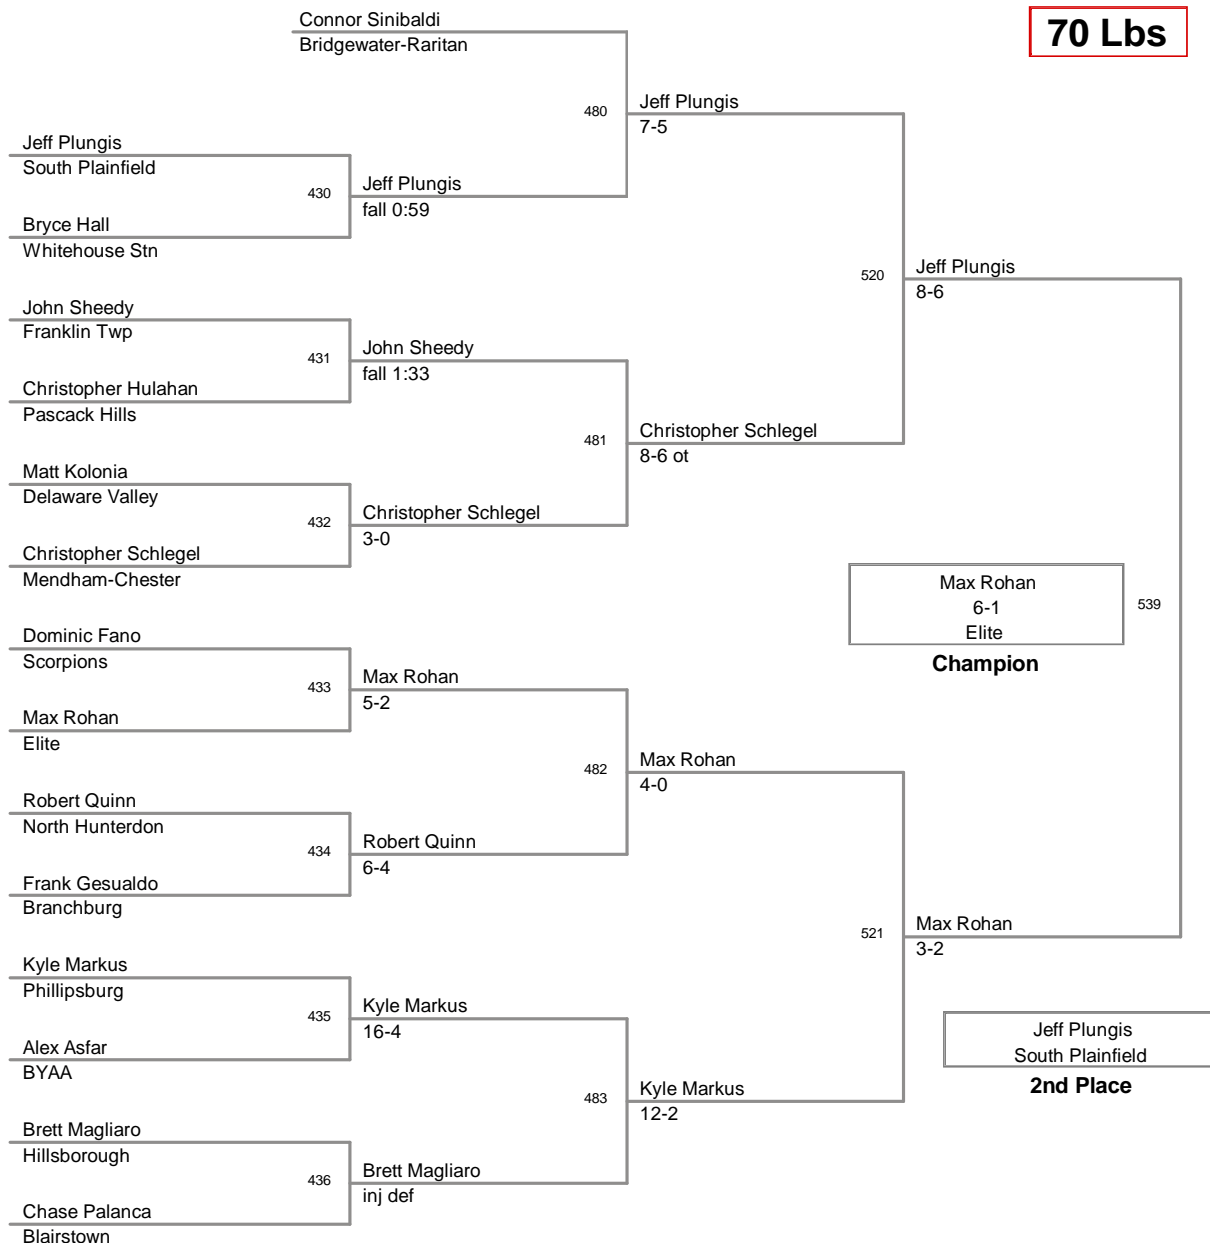 Connor Sinibaldi
Bridgewater-Raritan
70 Lbs
480
Jeff Plungis
7-5
Jeff Plungis
South Plainfield
430
Jeff Plungis
fall 0:59
Bryce Hall
Whitehouse Stn
520
Jeff Plungis
8-6
John Sheedy
Franklin Twp
431
John Sheedy
fall 1:33
Christopher Hulahan
Pascack Hills
481
Christopher Schlegel
8-6 ot
Matt Kolonia
Delaware Valley
432
Christopher Schlegel
3-0
Christopher Schlegel
Mendham-Chester
Max Rohan
6-1
Elite
539
Champion
Dominic Fano
Scorpions
433
Max Rohan
5-2
Max Rohan
Elite
482
Max Rohan
4-0
Robert Quinn
North Hunterdon
434
Robert Quinn
6-4
Frank Gesualdo
Branchburg
521
Max Rohan
3-2
Kyle Markus
Phillipsburg
435
Kyle Markus
16-4
Alex Asfar
BYAA
Jeff Plungis
South Plainfield
2nd Place
483
Kyle Markus
12-2
Brett Magliaro
Hillsborough
436
Brett Magliaro
inj def
Chase Palanca
Blairstown